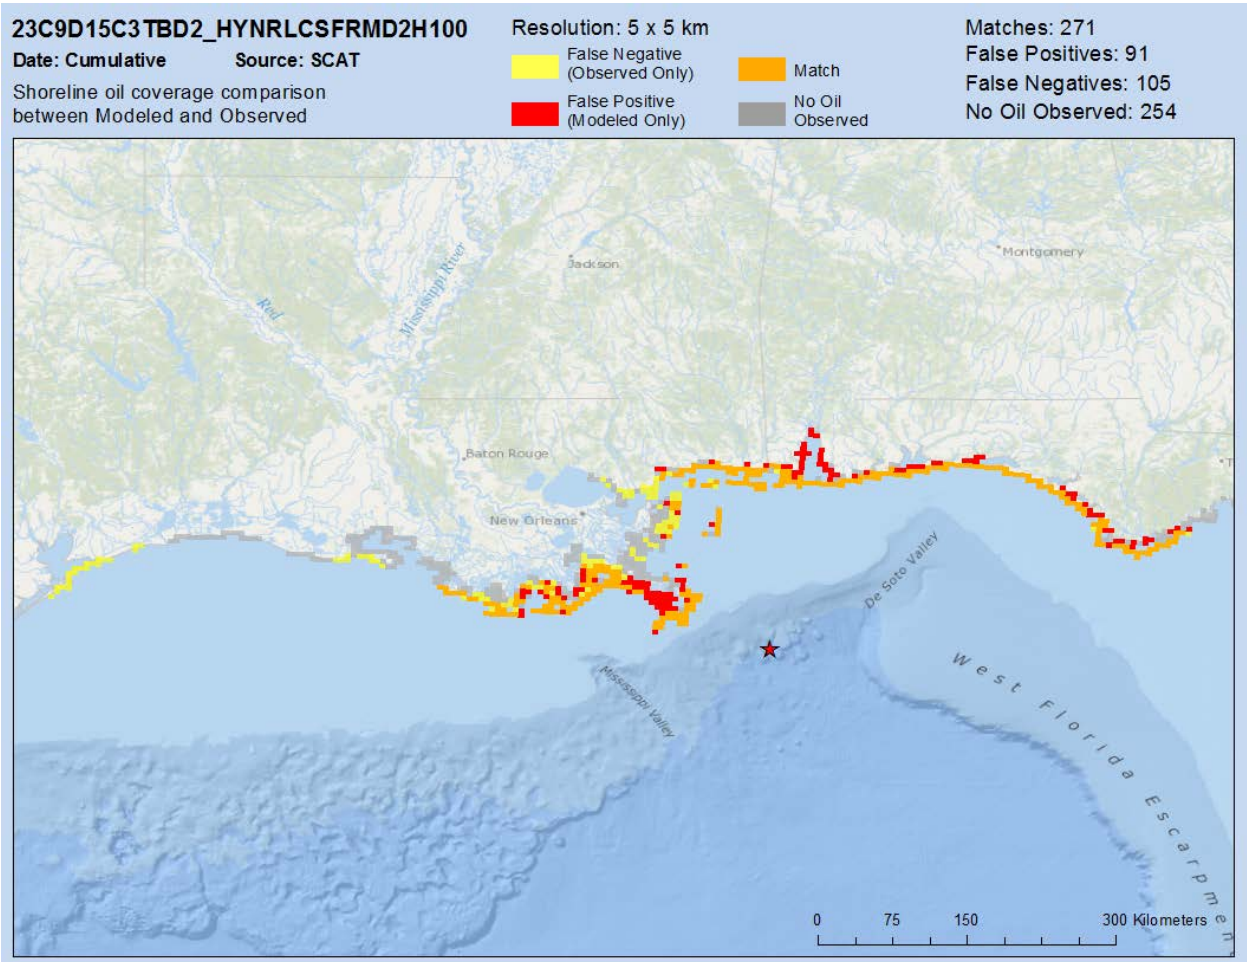 23C9D15C3TBD2_HYNRLCSFRMD2H100
Date: Cumulative Source: SCAT
Shoreline oil coverage comparison
between Modeled and Observed
Resolution: 5 x 5 km
False Negative
(Observed Only)
False Positive
(Modeled Only)
Match
No Oil
Observed
Matches: 271
False Positives: 91
False Negatives: 105
No Oil Observed: 254
Montgomery
Jackson
Mississippi River
Red
Baton Rouge
T
New Orleans
De Soto Valley
Mississippi Valley
West Florida Escarpmen
0 75 150 300 Kilometers